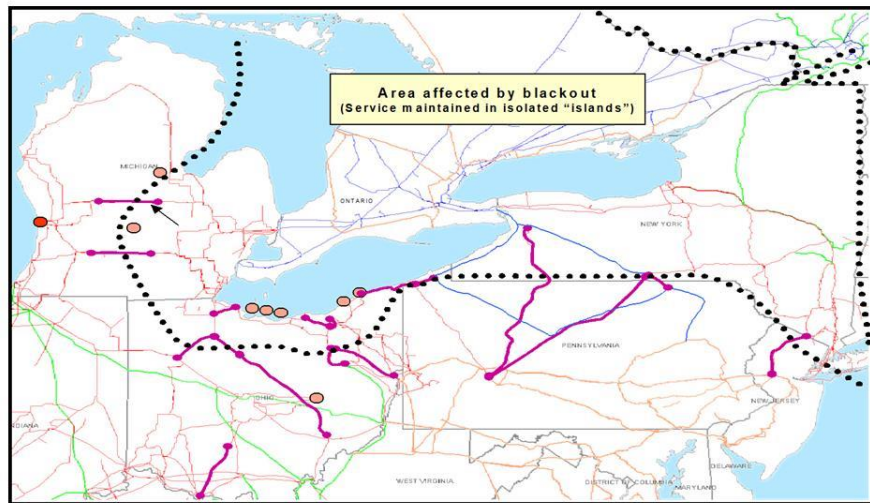 Area affected by blackout
(Service maintained in isolated “islands”)
MICHIGAN
ONTARIO
NEW YORK
PENNSYLVANIA
OHIO
NEW JERSEY
DIANA
WEST VIRGINIA
DELAWARE
DISTRICT OF COLUMBIA
MARYLAND